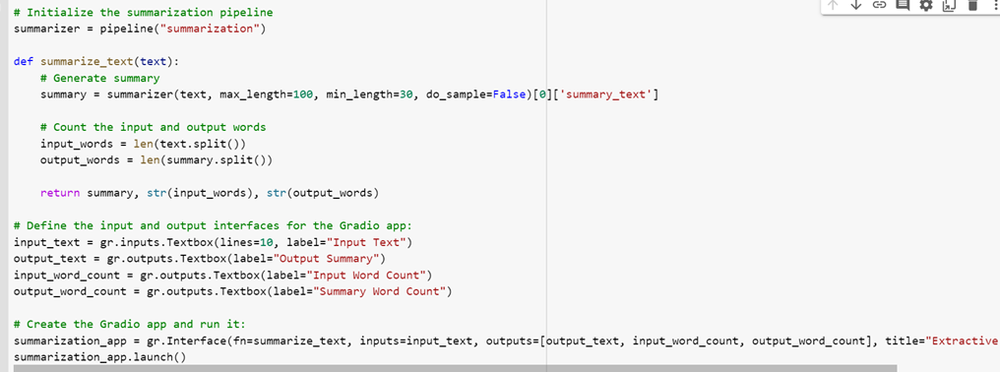 # Initialize the summarization pipeline
summarizer = pipeline("summarization")
def summarize_text(text):
# Generate summary
summary = summarizer(text, max_length=100, min_length=30, do_sample=False)[0]['summary_text']
# Count the input and output words
input_words = len(text.split())
output_words = len(summary.split())
return summary, str(input_words), str(output_words)
# Define the input and output interfaces for the Gradio app:
input_text = gr.inputs.Textbox(lines=10, label="Input Text")
output_text = gr.outputs.Textbox(label="Output Summary")
input_word_count = gr.outputs.Textbox(label="Input Word Count")
output_word_count = gr.outputs.Textbox(label="Summary Word Count")
# Create the Gradio app and run it:
summarization_app = gr.Interface(fn=summarize_text, inputs=input_text, outputs=[output_text, input_word_count, output_word_count], title="Extractive
summarization_app.launch()